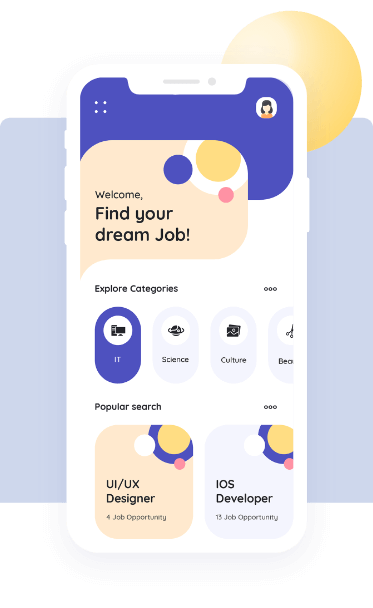 Welcome,
Find your
dream Job!
Explore Categories
IT
Science
Culture
Beau
Popular search
UI/UX
Designer
4 Job Opportunity
IOS
Developer
13 Job Opportunity